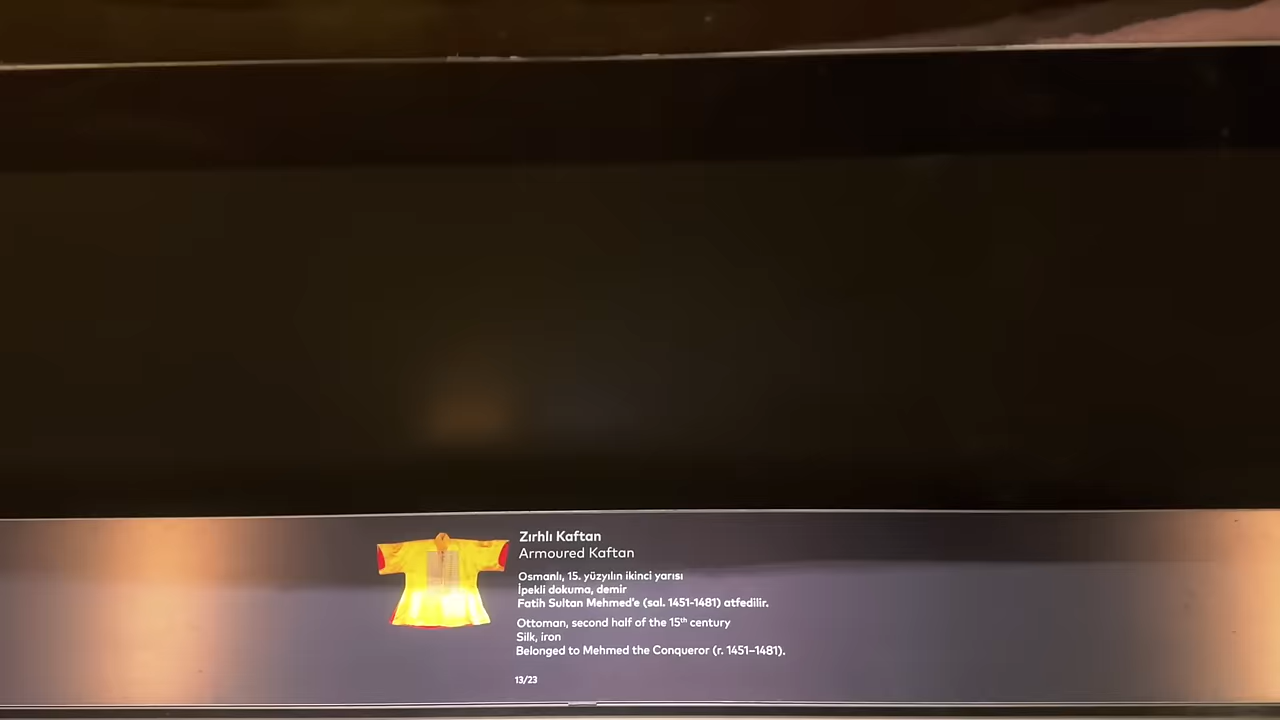 Zırhlı Kaftan
Armoured Kaftan
Osmanlı, 15. yüzyılın ikinci yarısı
İpekli dokuma, demir
Fatih Sultan Mehmed'e (sal. 1451-1481) atfedilir.
Ottoman, second half of the 15th century
Silk, iron
Belonged to Mehmed the Conqueror (r. 1451–1481).
13/23